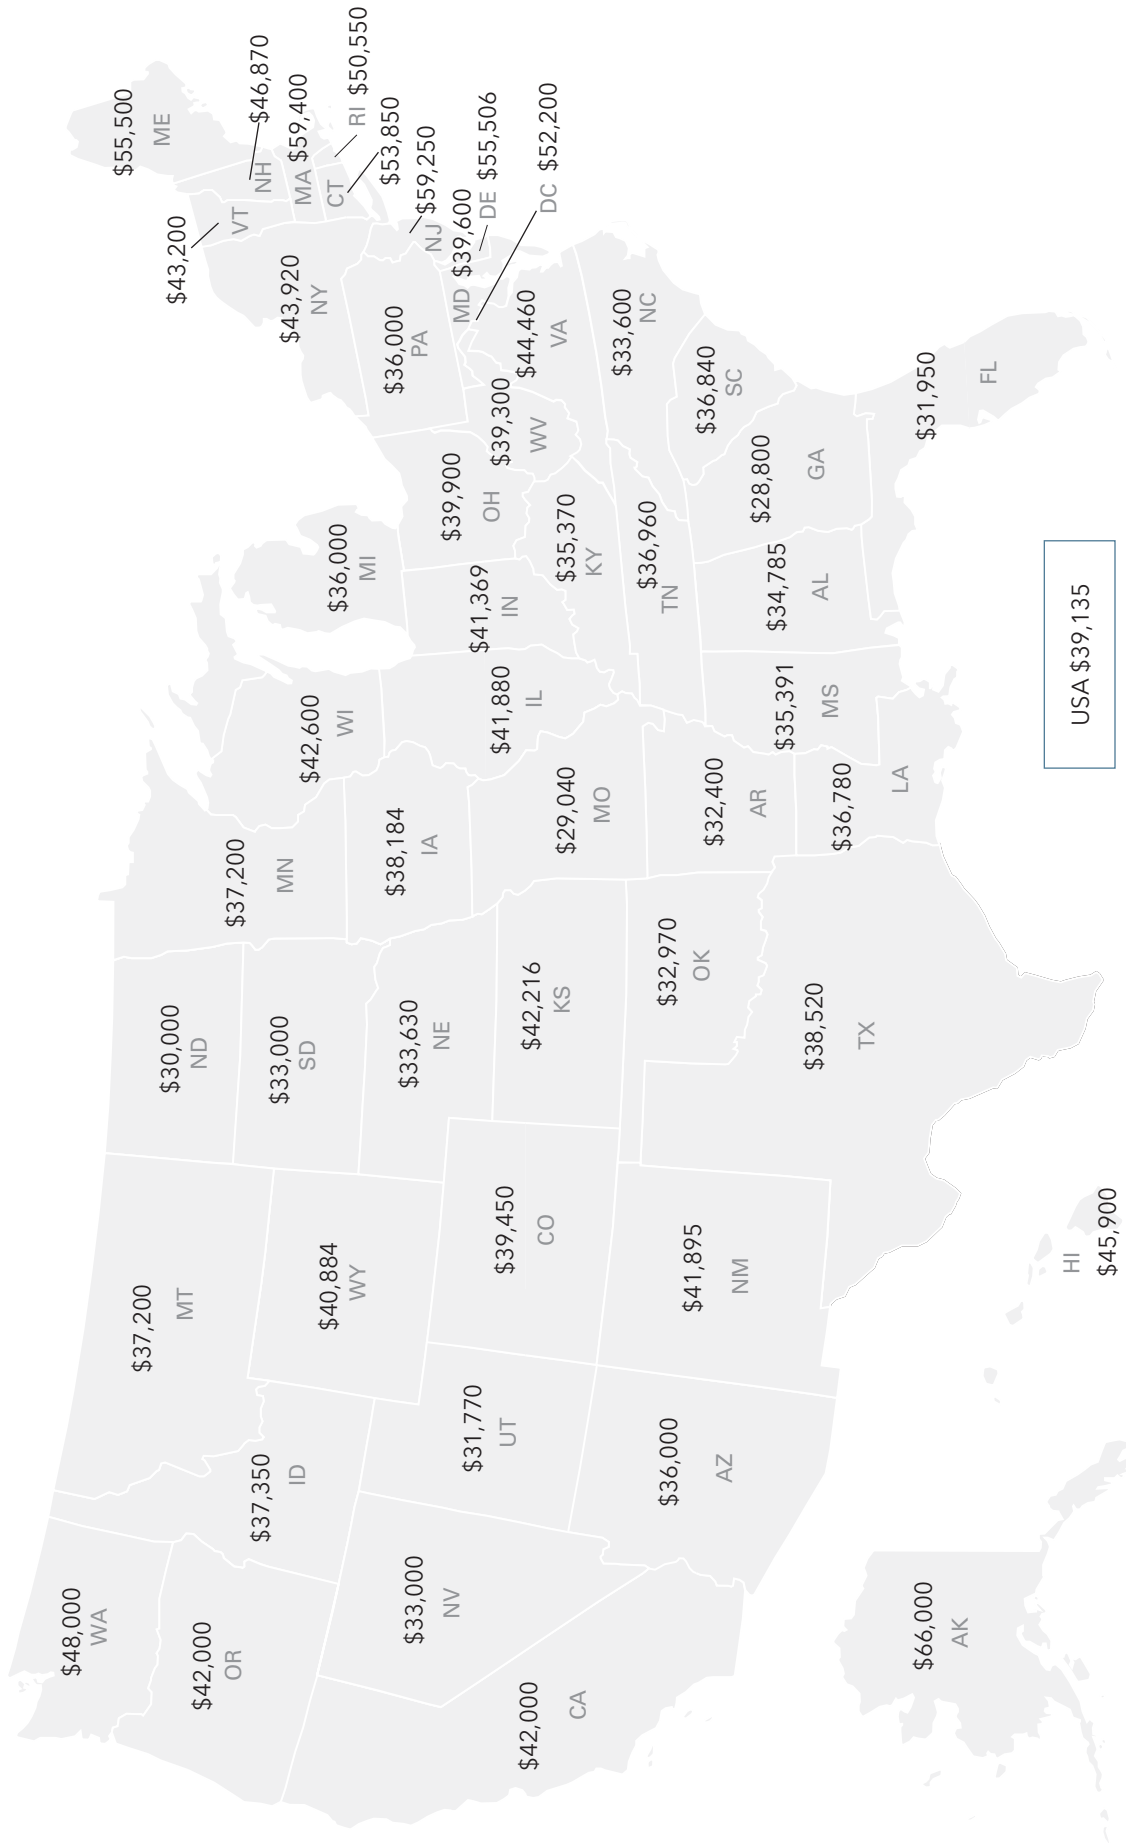 $48,000
WA
$42,000
OR
$42,000
CA
$33,000
NV
$37,350
ID
$37,200
MT
$40,884
WY
$31,770
UT
$36,000
AZ
$39,450
CO
$41,895
NM
$30,000
ND
$33,000
SD
$33,630
NE
$42,216
KS
$32,970
OK
$38,520
TX
$37,200
MN
$38,184
IA
$29,040
MO
$32,400
AR
$36,780
LA
$42,600
WI
$41,880
IL
$35,391
MS
$36,000
MI
$41,369
IN
$39,900
OH
$35,370
KY
$36,960
TN
$34,785
AL
$28,800
GA
$31,950
FL
$36,840
SC
$33,600
NC
$44,460
VA
$39,300
WV
$36,000
PA
$43,920
NY
$43,200
VT
$46,870
NH
$55,500
ME
MA $59,400
RI $50,550
CT
$53,850
$59,250
NJ
MD $39,600
DE $55,506
DC $52,200
$66,000
AK
HI
$45,900
USA $39,135